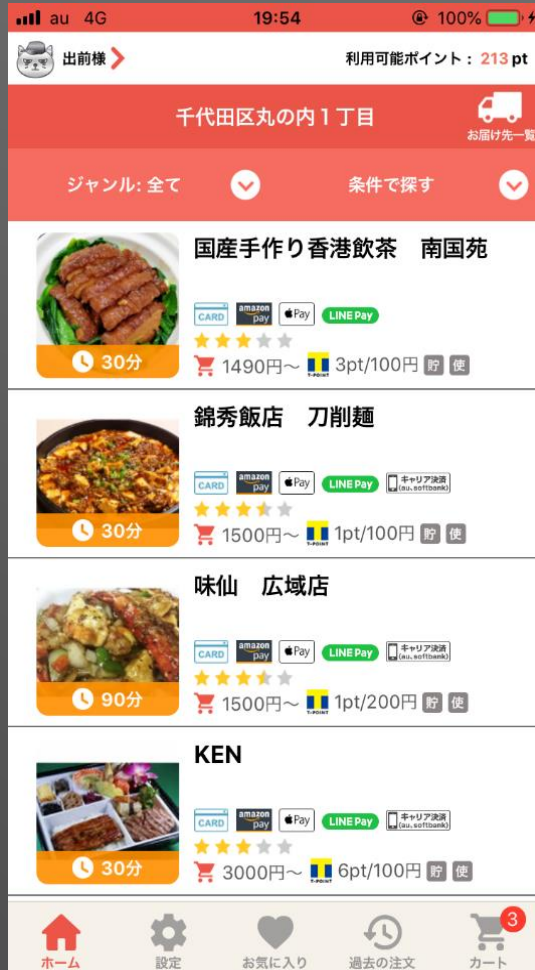 au 4G 19:54 100%
出前様 利用可能ポイント：213 pt
千代田区丸の内1丁目
お届け先一覧
ジャンル: 全て 条件で探す
国産手作り香港飲茶　南国苑
CARD amazon pay Pay LINE Pay
30分
1490円～ T-POINT 3pt/100円 貯 使
錦秀飯店　刀削麺
CARD amazon pay Pay LINE Pay キャリア決済 (au.softbank)
30分
1500円～ T-POINT 1pt/100円 貯 使
味仙　広域店
CARD amazon pay Pay LINE Pay キャリア決済 (au.softbank)
90分
1500円～ T-POINT 1pt/200円 貯 使
KEN
CARD amazon pay Pay LINE Pay キャリア決済 (au.softbank)
30分
3000円～ T-POINT 6pt/100円 貯 使
3
ホーム 設定 お気に入り 過去の注文 カート